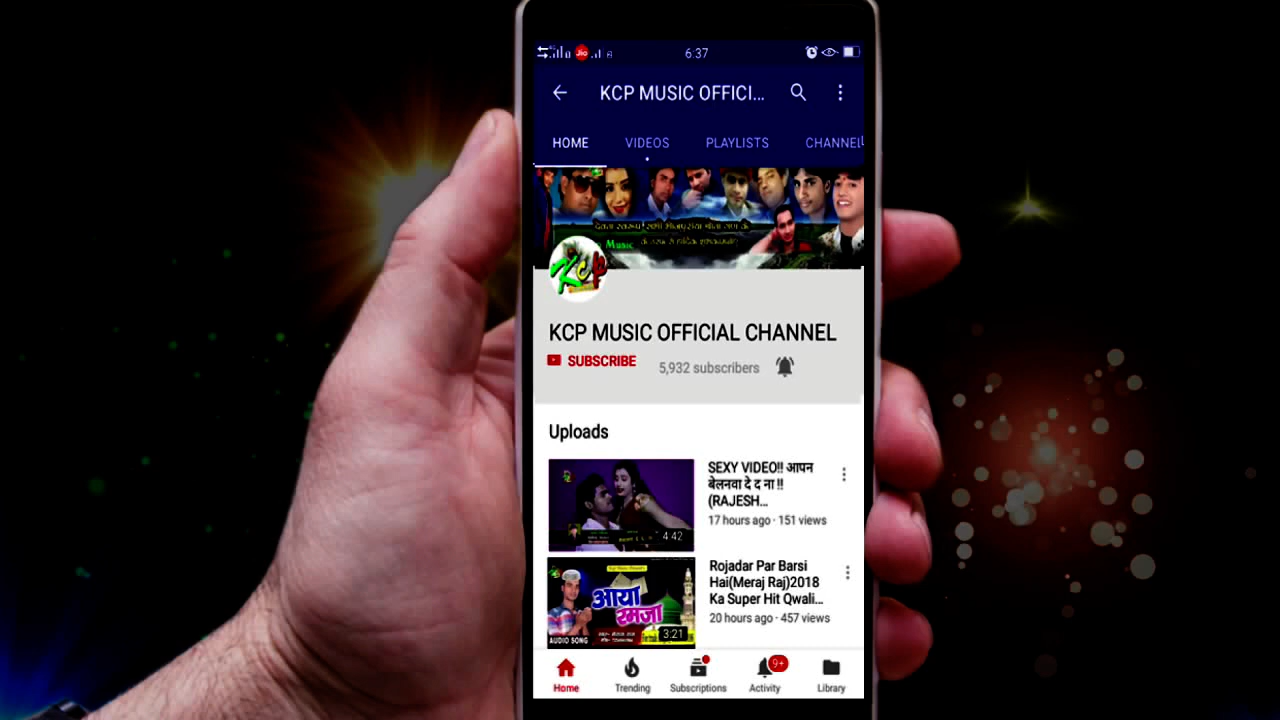 Jio 6:37
KCP MUSIC OFFICI...
HOME VIDEOS PLAYLISTS CHANNEL
Music
Kcp
KCP MUSIC OFFICIAL CHANNEL
SUBSCRIBE 5,932 subscribers
Uploads
SEXY VIDEO!! आपन
बेलनवा दे द ना !!
(RAJESH...
17 hours ago · 151 views
4:42
Rojadar Par Barsi
Hai(Meraj Raj)2018
Ka Super Hit Qwali...
20 hours ago · 457 views
आया
रमजा
AUDIO SONG
3:21
9+
Home Trending Subscriptions Activity Library